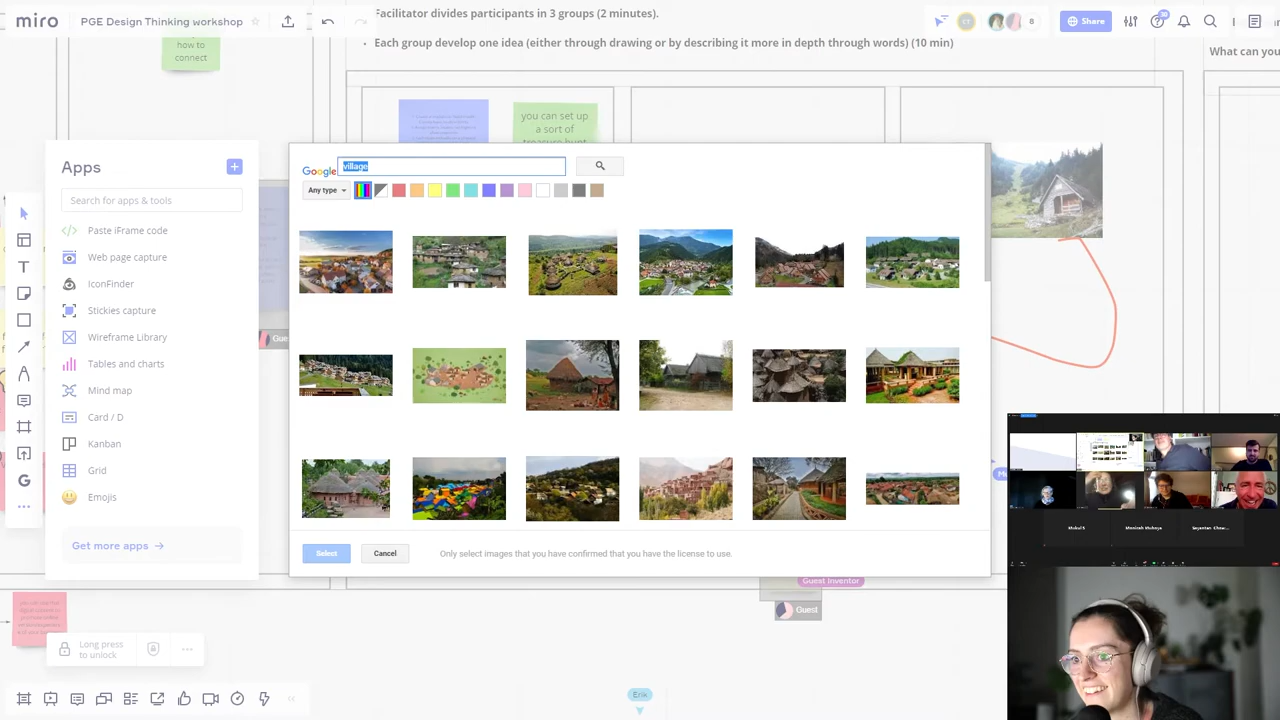 miro
PGE Design Thinking workshop
Facilitator divides participants in 3 groups (2 minutes).
Each group develop one idea (either through drawing or by describing it more in depth through words) (10 min)
8
Share
What can you
how to
connect
you can set up
a sort of
Apps
Search for apps & tools
Paste iFrame code
Web page capture
IconFinder
Stickies capture
Wireframe Library
Tables and charts
Mind map
Card / D
Kanban
Grid
Emojis
Get more apps
Google
village
Any type
Select
Cancel
Only select images that you have confirmed that you have the license to use.
Guest Inventor
Guest
Long press
to unlock
Erik
Mukul S